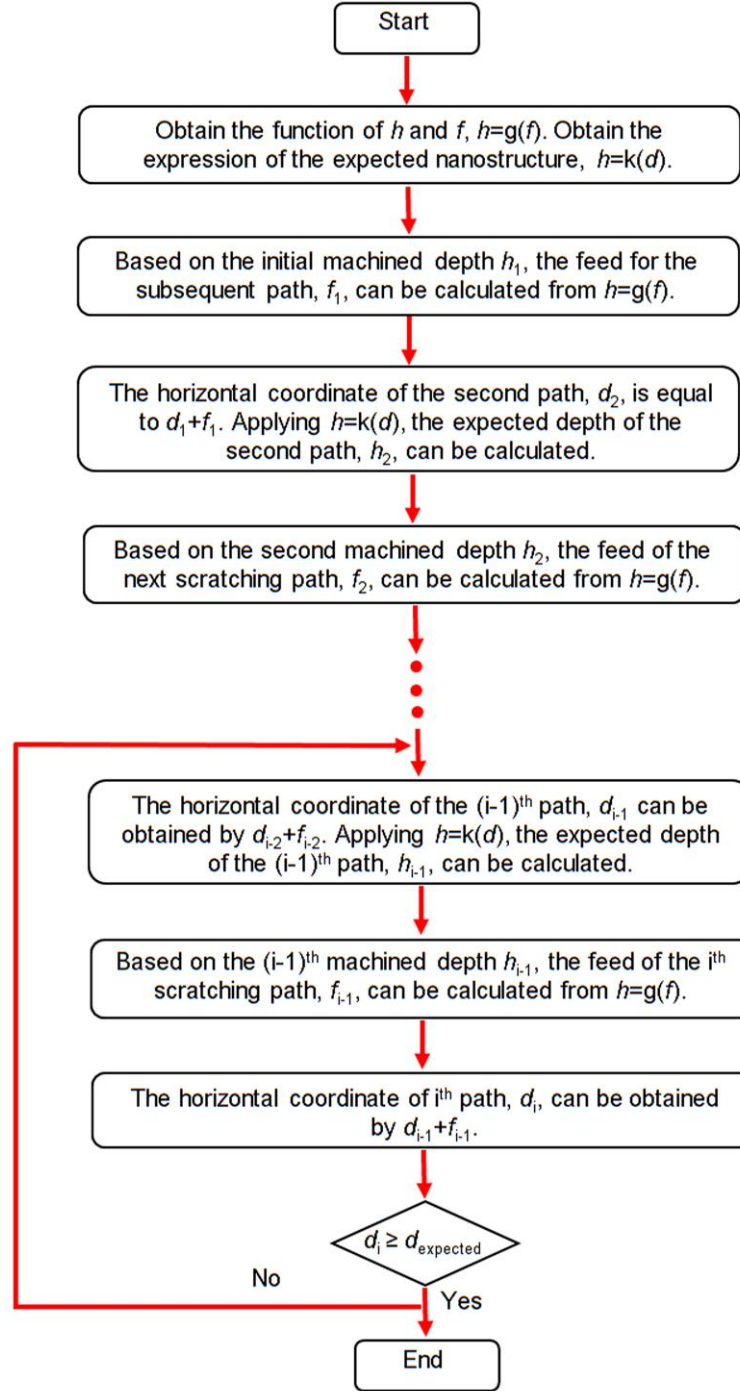 Start
Obtain the function of h and f, h=g(f). Obtain the
expression of the expected nanostructure, h=k(d).
Based on the initial machined depth h₁, the feed for the
subsequent path, f₁, can be calculated from h=g(f).
The horizontal coordinate of the second path, d₂, is equal
to d₁+f₁. Applying h=k(d), the expected depth of the
second path, h₂, can be calculated.
Based on the second machined depth h₂, the feed of the
next scratching path, f₂, can be calculated from h=g(f).
The horizontal coordinate of the (i-1)ᵗʰ path, dᵢ₋₁ can be
obtained by dᵢ₋₂+fᵢ₋₂. Applying h=k(d), the expected depth
of the (i-1)ᵗʰ path, hᵢ₋₁, can be calculated.
Based on the (i-1)ᵗʰ machined depth hᵢ₋₁, the feed of the iᵗʰ
scratching path, fᵢ₋₁, can be calculated from h=g(f).
The horizontal coordinate of iᵗʰ path, dᵢ, can be obtained
by dᵢ₋₁+fᵢ₋₁.
dᵢ ≥ d_expected
No
Yes
End